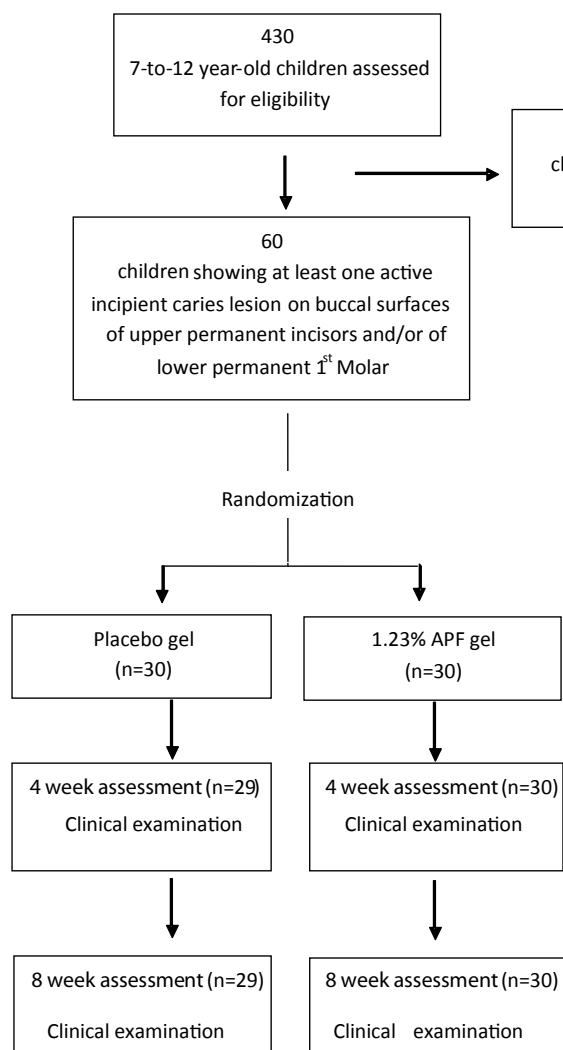 430
7-to-12 year-old children assessed
for eligibility
60
children showing at least one active
incipient caries lesion on buccal surfaces
of upper permanent incisors and/or of
lower permanent 1st Molar
Randomization
Placebo gel
(n=30)
1.23% APF gel
(n=30)
4 week assessment (n=29)
Clinical examination
4 week assessment (n=30)
Clinical examination
8 week assessment (n=29)
Clinical examination
8 week assessment (n=30)
Clinical examination